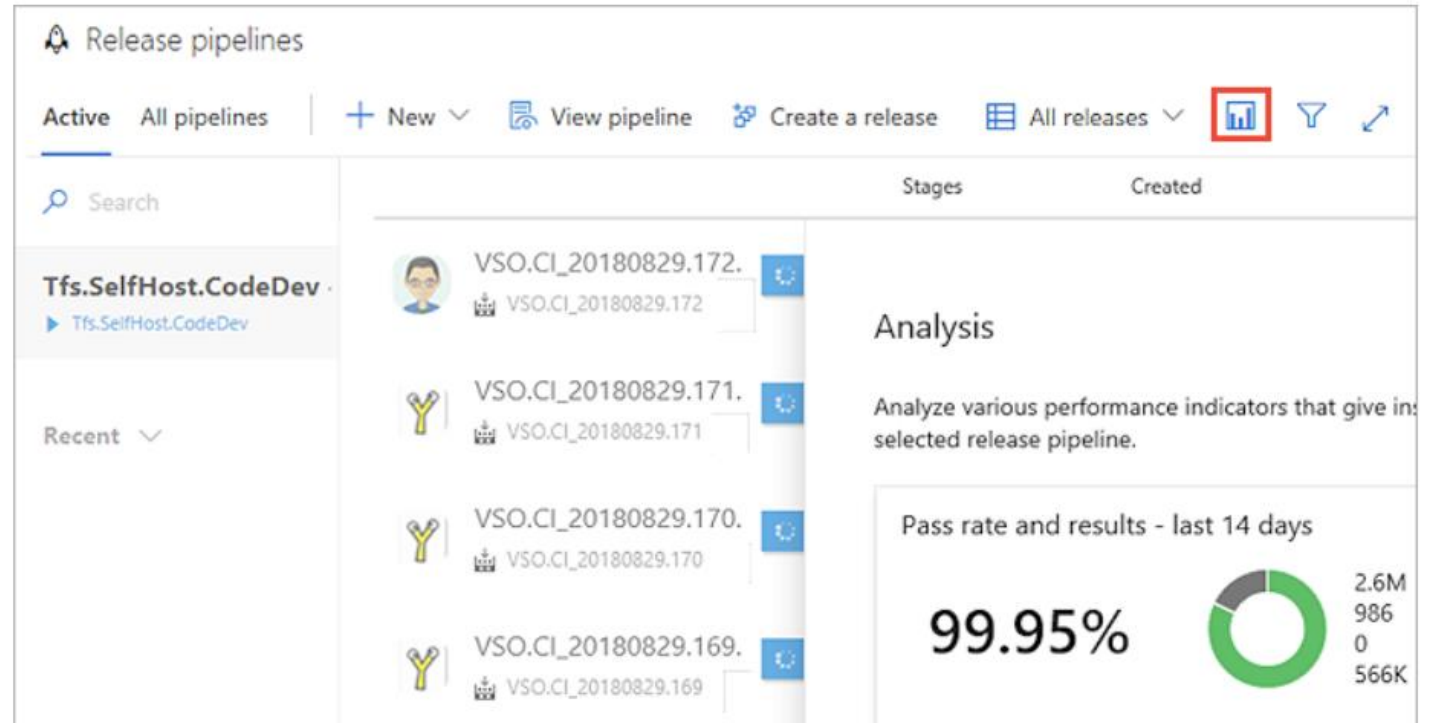 Release pipelines
Active All pipelines New View pipeline Create a release All releases
Search
Stages Created
Tfs.SelfHost.CodeDev
Tfs.SelfHost.CodeDev
Recent
VSO.CI_20180829.172.
VSO.CI_20180829.172
VSO.CI_20180829.171.
VSO.CI_20180829.171
VSO.CI_20180829.170.
VSO.CI_20180829.170
VSO.CI_20180829.169.
VSO.CI_20180829.169
Analysis
Analyze various performance indicators that give
selected release pipeline.
Pass rate and results - last 14 days
99.95%
2.6M
986
0
566K